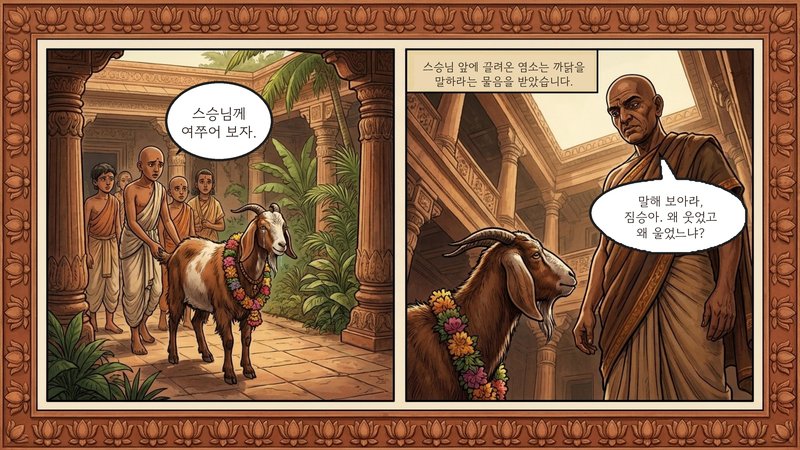 스승님께
여쭈어 보자.
스승님 앞에 끌려온 염소는 까닭을
말하라는 물음을 받았습니다.
말해 보아라,
짐승아. 왜 웃었고
왜 울었느냐?